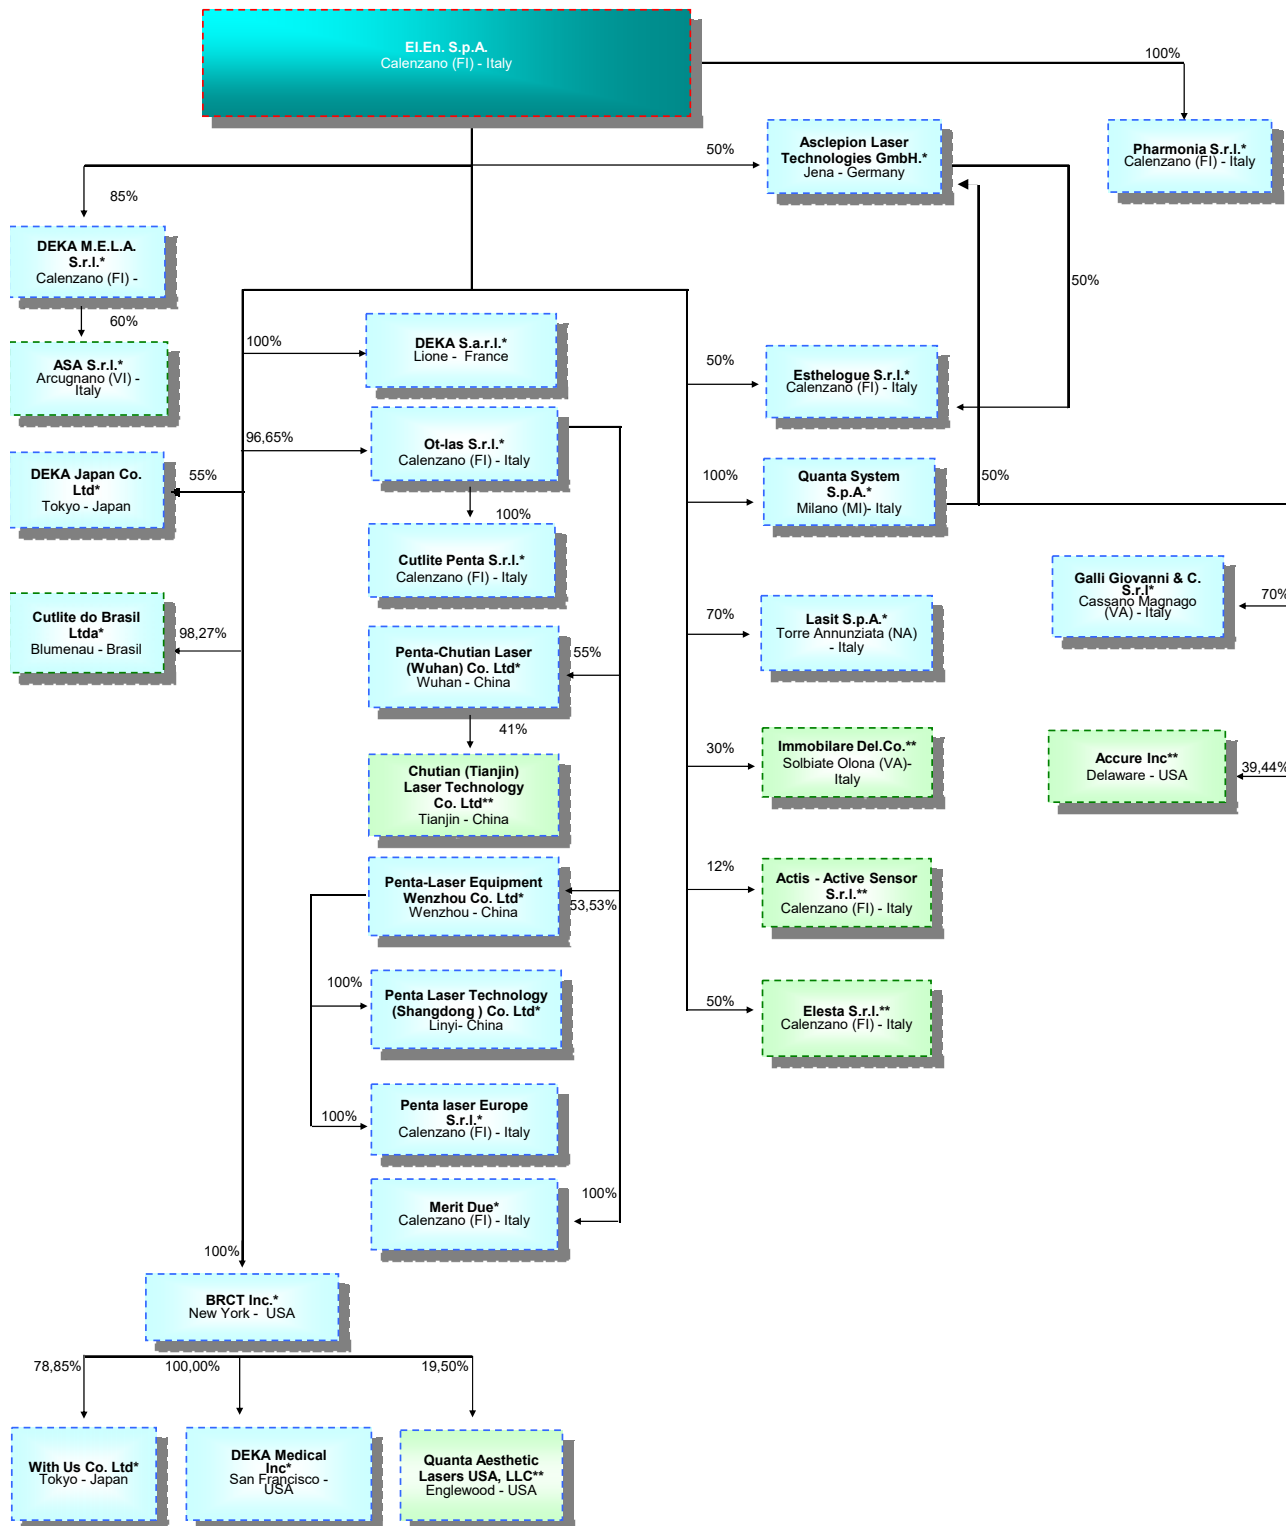 El.En. S.p.A.
Calenzano (FI) - Italy
100%
Asclepion Laser
Technologies GmbH.*
Jena - Germany
50%
Pharmonia S.r.l.*
Calenzano (FI) - Italy
85%
DEKA M.E.L.A.
S.r.l.*
Calenzano (FI) -
50%
60%
ASA S.r.l.*
Arcugnano (VI) -
Italy
100%
DEKA S.a.r.l.*
Lione - France
50%
Esthelogue S.r.l.*
Calenzano (FI) - Italy
96,65%
Ot-las S.r.l.*
Calenzano (FI) - Italy
DEKA Japan Co.
Ltd*
Tokyo - Japan
55%
100%
Quanta System
S.p.A.*
Milano (MI)- Italy
50%
100%
Cutlite Penta S.r.l.*
Calenzano (FI) - Italy
Galli Giovanni & C.
S.r.l*
Cassano Magnago
(VA) - Italy
70%
Cutlite do Brasil
Ltda*
Blumenau - Brasil
98,27%
70%
Lasit S.p.A.*
Torre Annunziata (NA)
- Italy
Penta-Chutian Laser
(Wuhan) Co. Ltd*
Wuhan - China
55%
41%
30%
Immobilare Del.Co.**
Solbiate Olona (VA)-
Italy
Accure Inc**
Delaware - USA
39,44%
Chutian (Tianjin)
Laser Technology
Co. Ltd**
Tianjin - China
12%
Actis - Active Sensor
S.r.l.**
Calenzano (FI) - Italy
Penta-Laser Equipment
Wenzhou Co. Ltd*
Wenzhou - China
53,53%
100%
Penta Laser Technology
(Shangdong ) Co. Ltd*
Linyi- China
50%
Elesta S.r.l.**
Calenzano (FI) - Italy
100%
Penta laser Europe
S.r.l.*
Calenzano (FI) - Italy
100%
Merit Due*
Calenzano (FI) - Italy
100%
BRCT Inc.*
New York - USA
78,85%
100,00%
19,50%
With Us Co. Ltd*
Tokyo - Japan
DEKA Medical
Inc*
San Francisco -
USA
Quanta Aesthetic
Lasers USA, LLC**
Englewood - USA